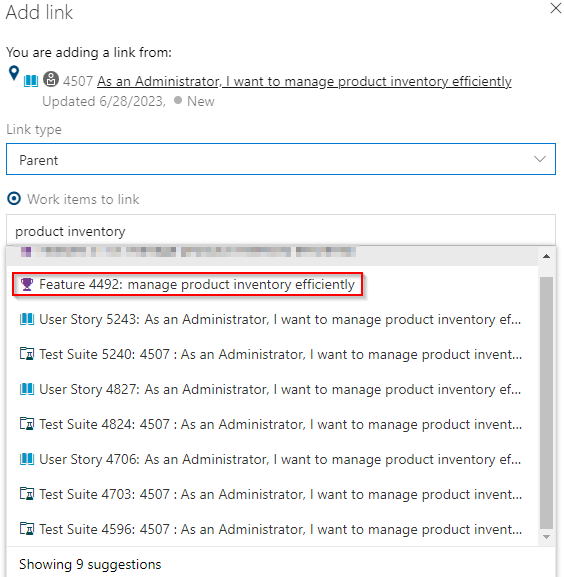 Add link
You are adding a link from:
4507 As an Administrator, I want to manage product inventory efficiently
Updated 6/28/2023, New
Link type
Parent
Work items to link
product inventory
Feature 4492: manage product inventory efficiently
User Story 5243: As an Administrator, I want to manage product inventory ef...
Test Suite 5240: 4507 : As an Administrator, I want to manage product invent...
User Story 4827: As an Administrator, I want to manage product inventory ef...
Test Suite 4824: 4507 : As an Administrator, I want to manage product invent...
User Story 4706: As an Administrator, I want to manage product inventory ef...
Test Suite 4703: 4507 : As an Administrator, I want to manage product invent...
Test Suite 4596: 4507 : As an Administrator, I want to manage product invent...
Showing 9 suggestions